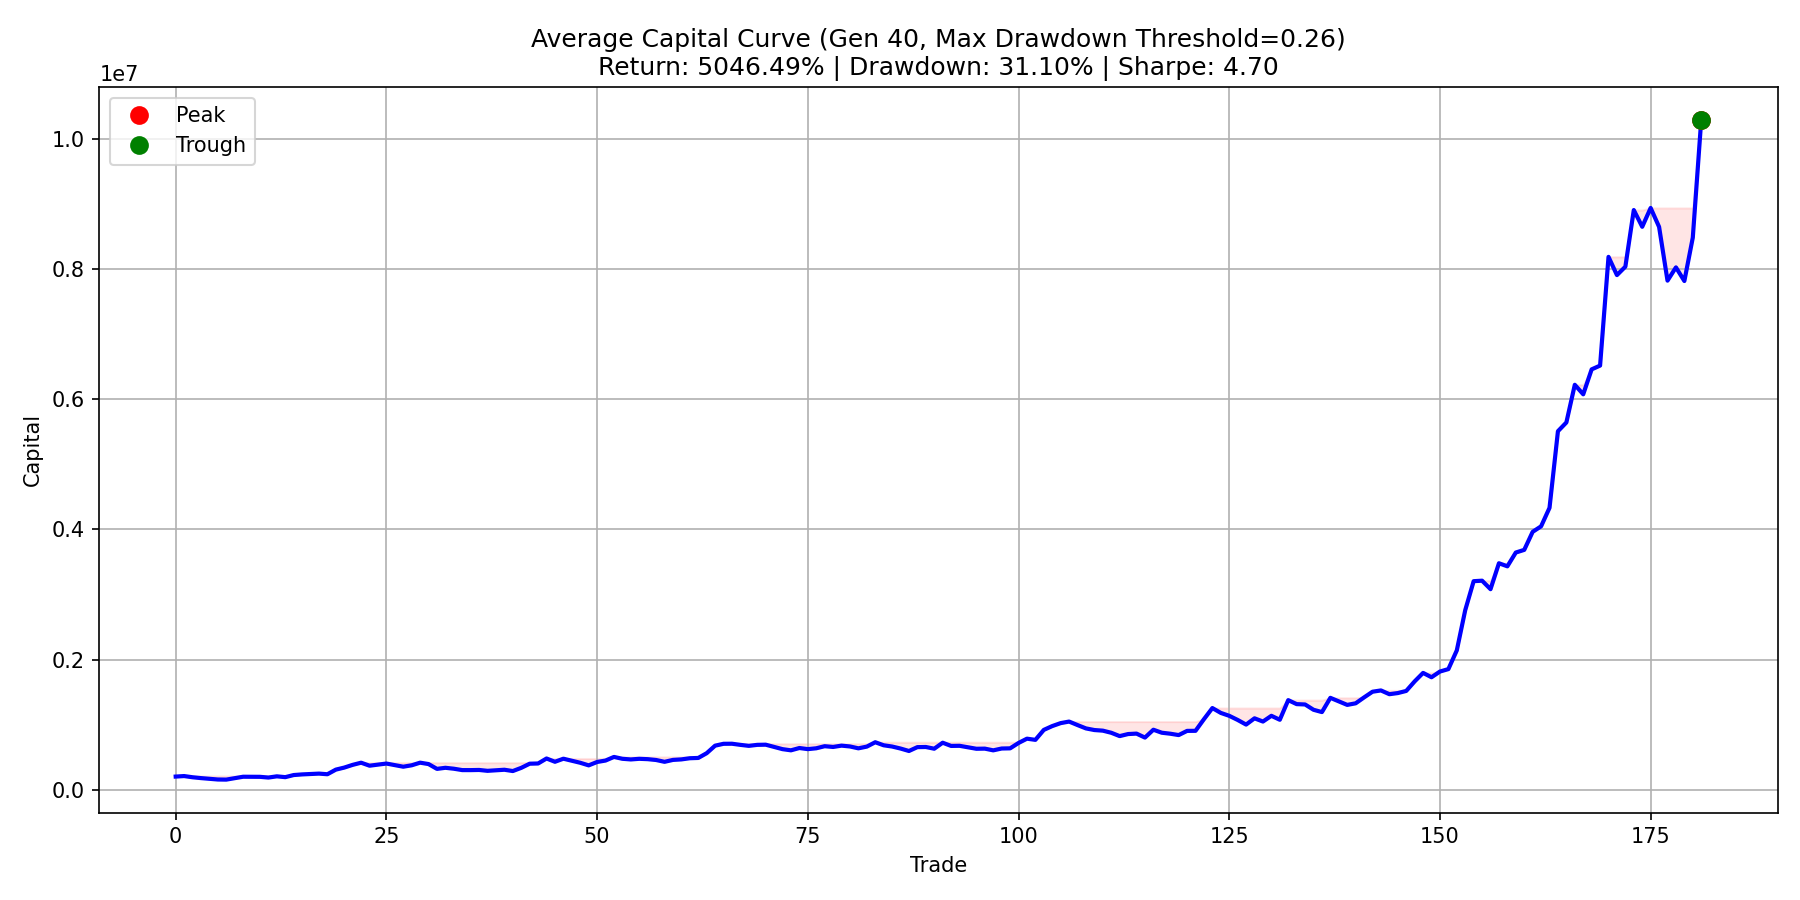 Average Capital Curve (Gen 40, Max Drawdown Threshold=0.26)
Return: 5046.49% | Drawdown: 31.10% | Sharpe: 4.70
1e7
Peak
Trough
1.0
0.8
0.6
0.4
0.2
0.0
Capital
0 25 50 75 100 125 150 175
Trade